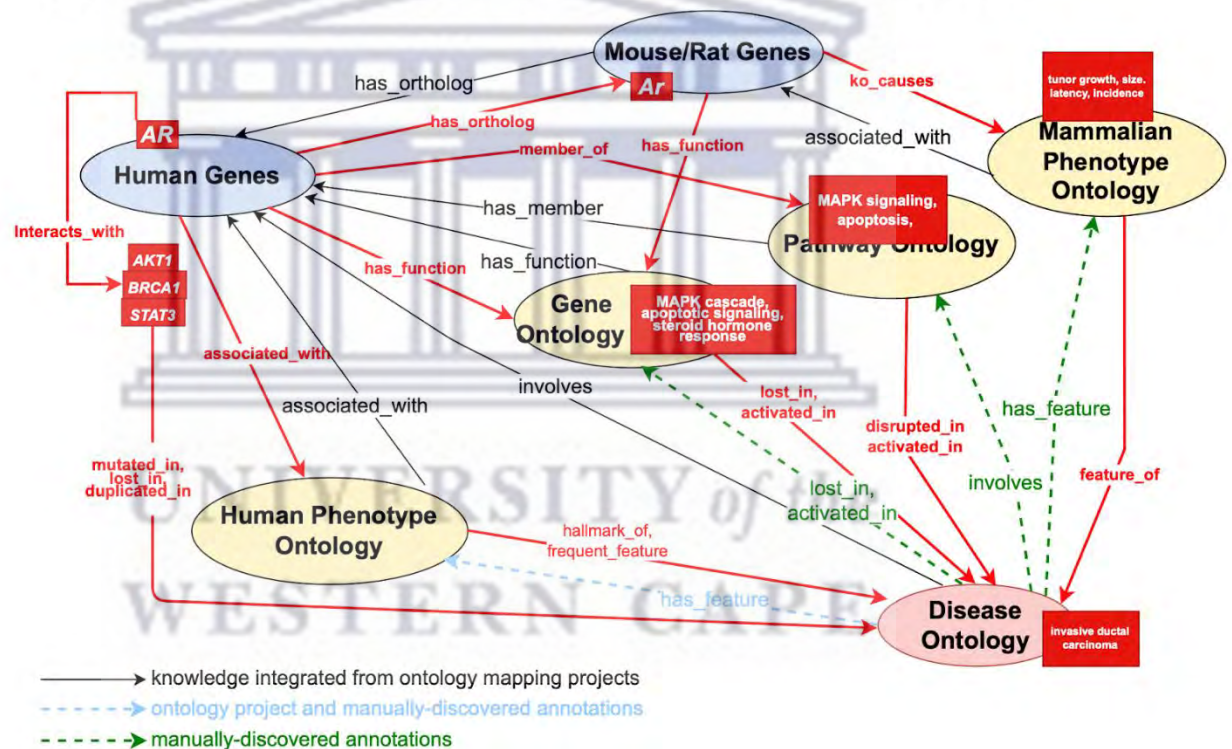 Mouse/Rat Genes
Ar
has_ortholog
ko_causes
tunor growth, size.
latency, incidence
Mammalian
Phenotype
Ontology
AR
Human Genes
has_ortholog
member_of
has_function
associated_with
MAPK signaling,
apoptosis,
Pathway Ontology
has_member
Interacts_with
AKT1
BRCA1
STAT3
has_function
has_function
Gene
Ontology
MAPK cascade,
apoptotic signaling,
steroid hormone
response
associated_with
associated_with
involves
lost_in,
activated_in
disrupted_in
activated_in
has_feature
feature_of
involves
lost_in,
activated_in
mutated_in,
lost_in,
duplicated_in
UNIVERSITY of the
WESTERN CAPE
Human Phenotype
Ontology
hallmark_of,
frequent_feature
has_feature
Disease
Ontology
invasive ductal
carcinoma
knowledge integrated from ontology mapping projects
ontology project and manually-discovered annotations
manually-discovered annotations